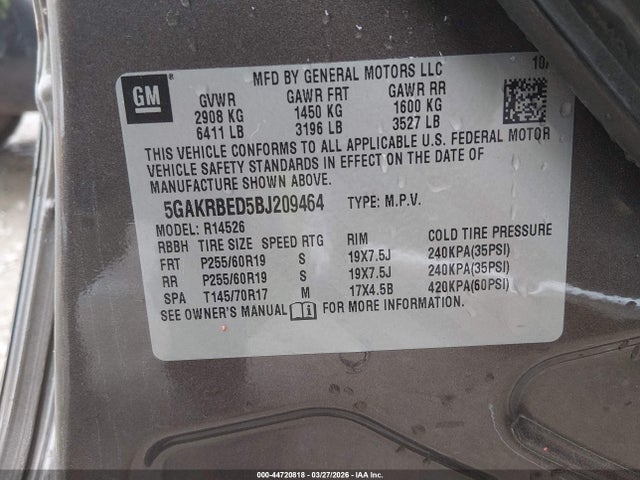 MFD BY GENERAL MOTORS LLC 10/
GM ®
GVWR GAWR FRT GAWR RR
2908 KG 1450 KG 1600 KG
6411 LB 3196 LB 3527 LB
THIS VEHICLE CONFORMS TO ALL APPLICABLE U.S. FEDERAL MOTOR
VEHICLE SAFETY STANDARDS IN EFFECT ON THE DATE OF
MANUFACTURE SHOWN ABOVE.
5GAKRBED5BJ209464 TYPE: M.P.V.
MODEL: R14526
RBBH TIRE SIZE SPEED RTG RIM COLD TIRE PRESSURE
FRT P255/60R19 S 19X7.5J 240KPA(35PSI)
RR P255/60R19 S 19X7.5J 240KPA(35PSI)
SPA T145/70R17 M 17X4.5B 420KPA(60PSI)
SEE OWNER'S MANUAL FOR MORE INFORMATION.
000-44720818 | 03/27/2026 | IAA Inc.